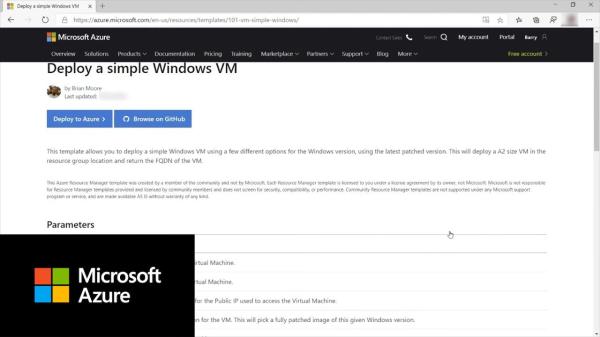 Deploy a simple Windows VM
https://azure.microsoft.com/en-us/resources/templates/101-vm-simple-windows/
Microsoft Azure
Contact Sales
Search
My account
Portal
Barry
Overview Solutions Products Documentation Pricing Training Marketplace Partners Support Blog More
Free account
Deploy a simple Windows VM
by Brian Moore
Last updated:
Deploy to Azure
Browse on GitHub
This template allows you to deploy a simple Windows VM using a few different options for the Windows version, using the latest patched version. This will deploy a A2 size VM in the
resource group location and return the FQDN of the VM.
This Azure Resource Manager template was created by a member of the community and not by Microsoft. Each Resource Manager template is licensed to you under a license agreement by its owner, not Microsoft. Microsoft is not responsible
for Resource Manager templates provided and licensed by community members and does not screen for security, compatibility, or performance. Community Resource Manager templates are not supported under any Microsoft support
program or service, and are made available AS IS without warranty of any kind.
Parameters
rtual Machine.
rtual Machine.
for the Public IP used to access the Virtual Machine.
on for the VM. This will pick a fully patched image of this given Windows version.
Microsoft
Azure